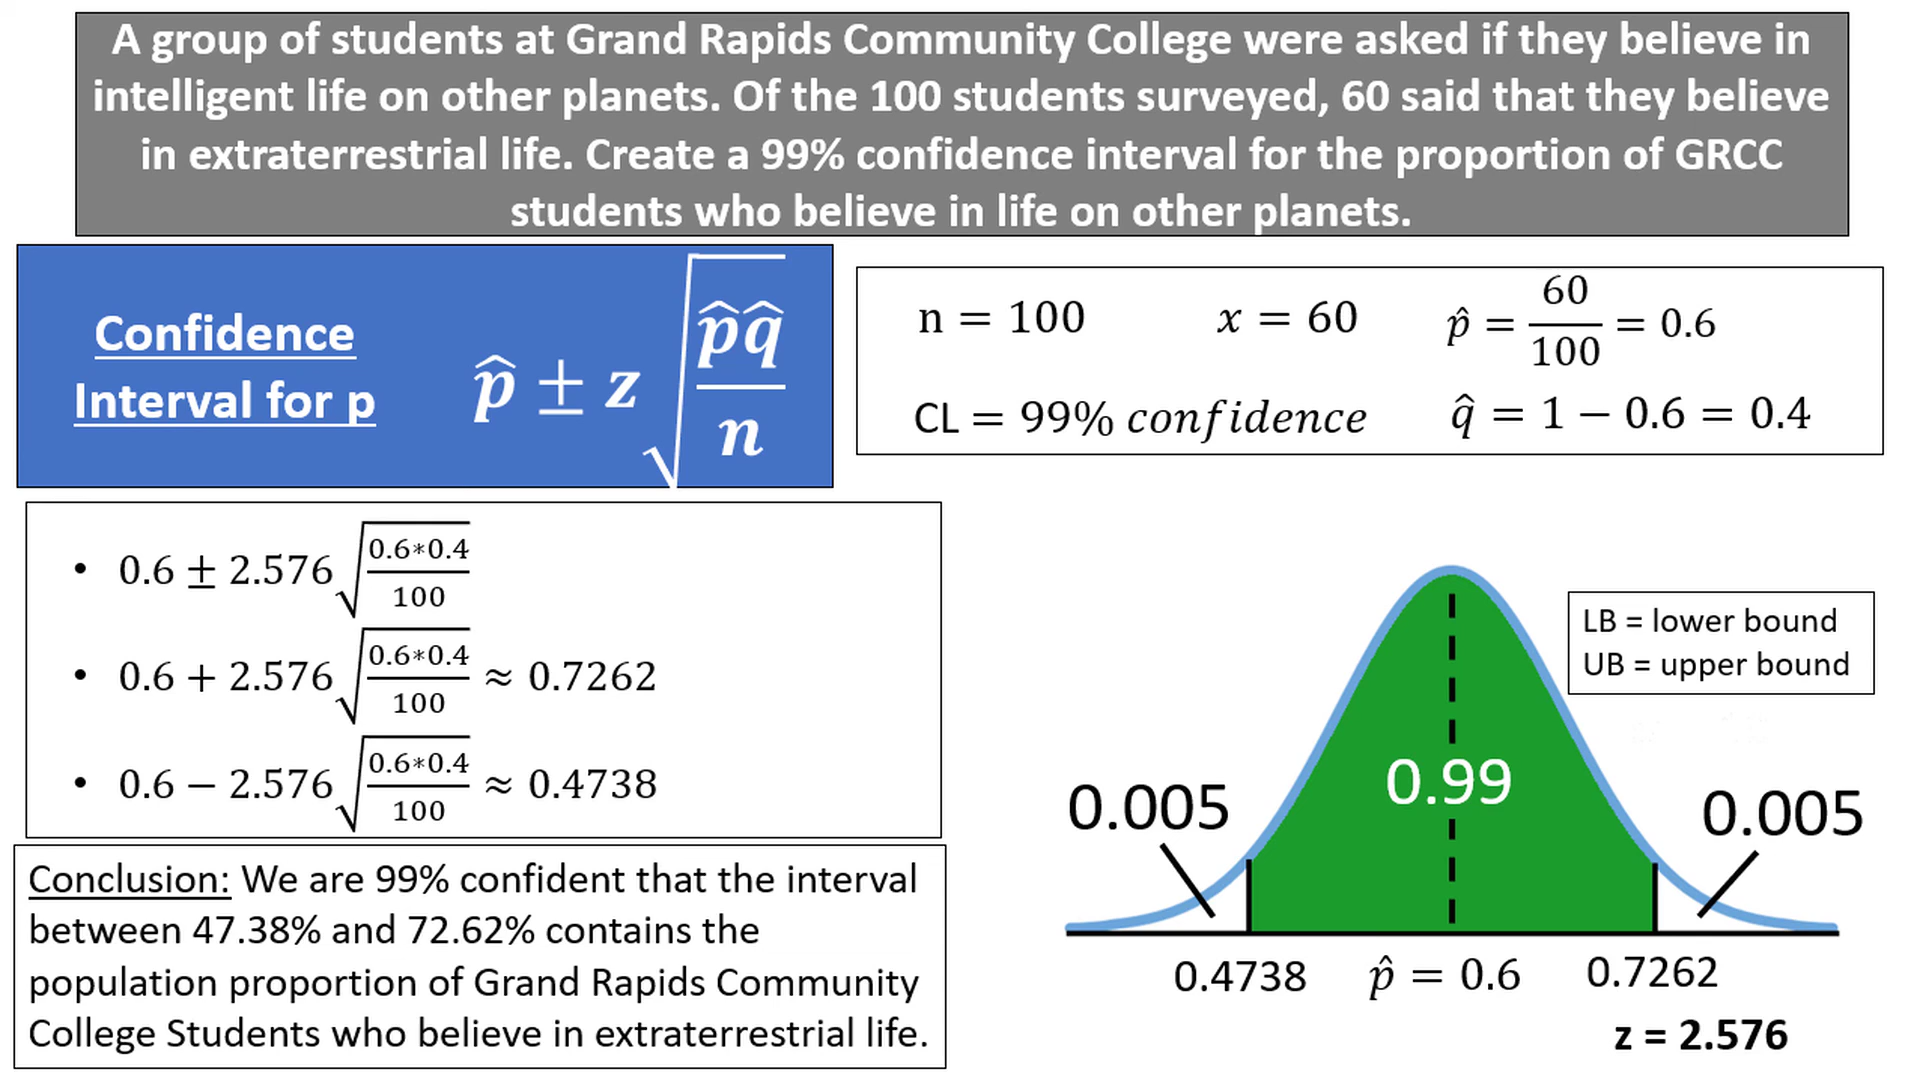 A group of students at Grand Rapids Community College were asked if they believe in
intelligent life on other planets. Of the 100 students surveyed, 60 said that they believe
in extraterrestrial life. Create a 99% confidence interval for the proportion of GRCC
students who believe in life on other planets.
Confidence
Interval for p
p̂ ± z √(p̂q̂/n)
n = 100 x = 60 p̂ = 60/100 = 0.6
CL = 99% confidence q̂ = 1 − 0.6 = 0.4
• 0.6 ± 2.576 √(0.6*0.4/100)
• 0.6 + 2.576 √(0.6*0.4/100) ≈ 0.7262
• 0.6 − 2.576 √(0.6*0.4/100) ≈ 0.4738
Conclusion: We are 99% confident that the interval
between 47.38% and 72.62% contains the
population proportion of Grand Rapids Community
College Students who believe in extraterrestrial life.
LB = lower bound
UB = upper bound
0.99
0.005
0.005
0.4738 p̂ = 0.6 0.7262
z = 2.576